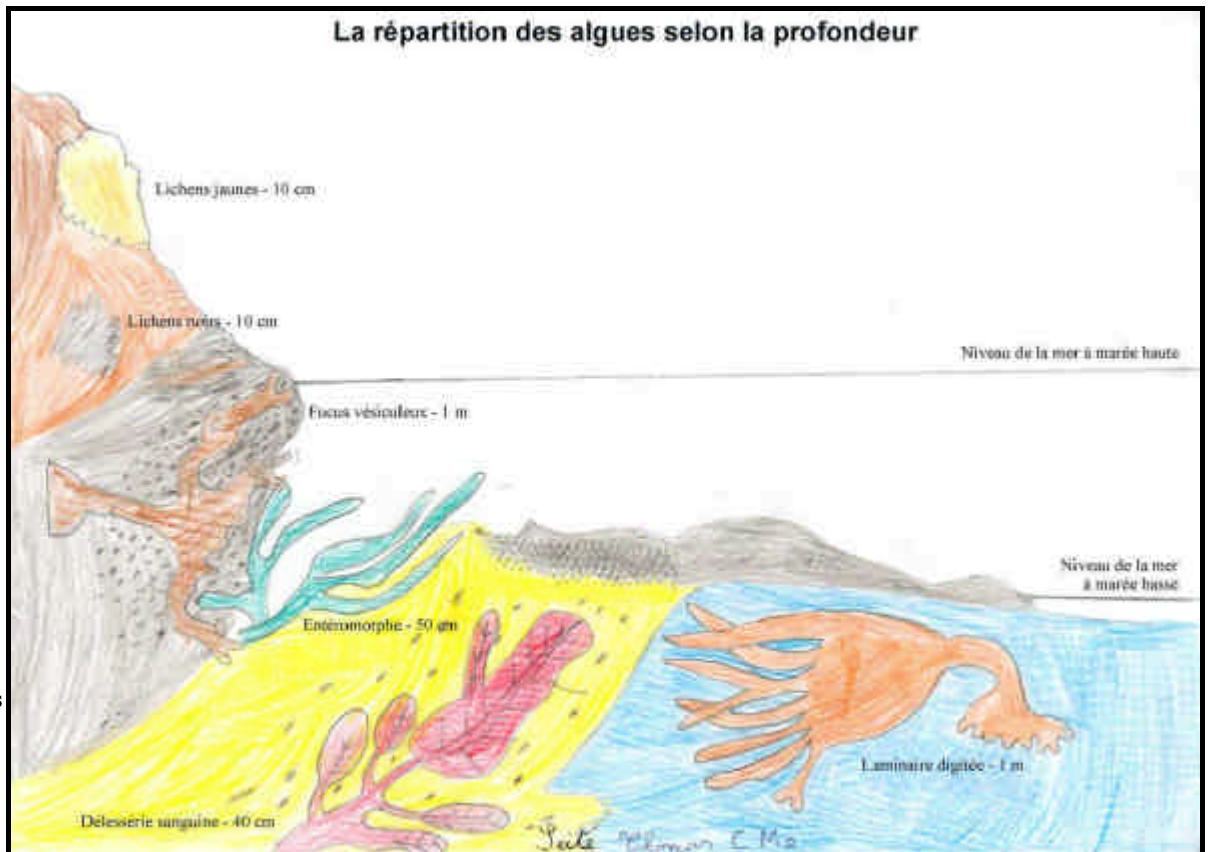 La répartition des algues selon la profondeur
Lichens jaunes - 10 cm
Lichens noirs - 10 cm
Niveau de la mer à marée haute
Fucus vésiculeux - 1 m
Niveau de la mer
à marée basse
Entéromorphe - 50 cm
Laminaire digitée - 1 m
Délesserie sanguine - 40 cm